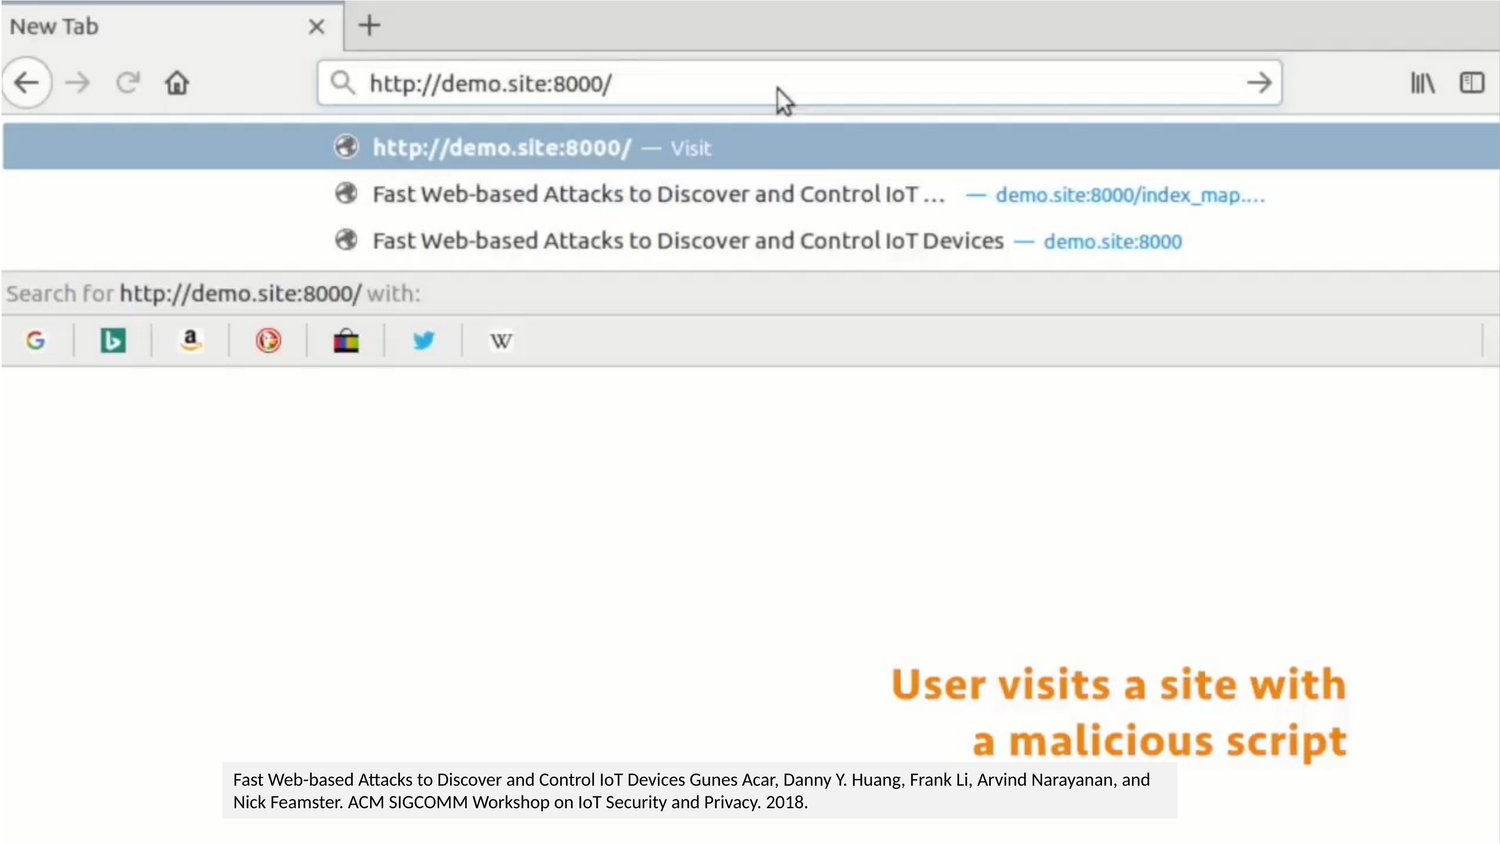 New Tab
http://demo.site:8000/
http://demo.site:8000/ — Visit
Fast Web-based Attacks to Discover and Control IoT ... — demo.site:8000/index_map....
Fast Web-based Attacks to Discover and Control IoT Devices — demo.site:8000
Search for http://demo.site:8000/ with:
G b a W
User visits a site with
a malicious script
Fast Web-based Attacks to Discover and Control IoT Devices Gunes Acar, Danny Y. Huang, Frank Li, Arvind Narayanan, and
Nick Feamster. ACM SIGCOMM Workshop on IoT Security and Privacy. 2018.